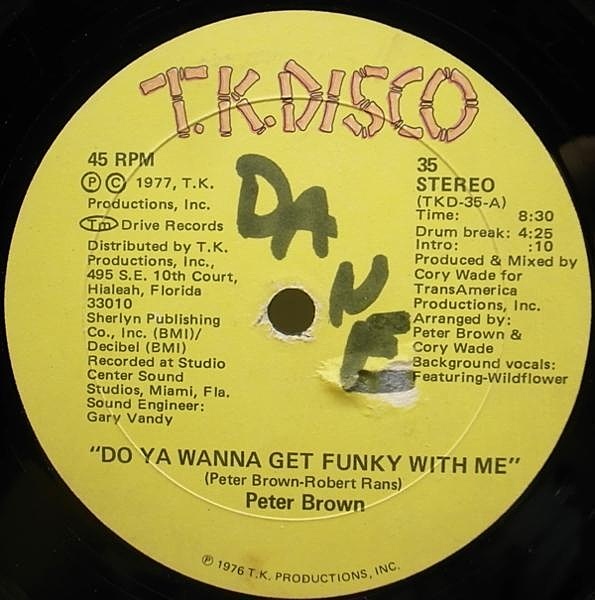 T.K. DISCO
45 RPM
Ⓟ Ⓒ 1977, T.K.
Productions, Inc.
Tm Drive Records
Distributed by T.K.
Productions, Inc.,
495 S.E. 10th Court,
Hialeah, Florida
33010
Sherlyn Publishing
Co., Inc. (BMI)/
Decibel (BMI)
Recorded at Studio
Center Sound
Studios, Miami, Fla.
Sound Engineer:
Gary Vandy
DANE
35
STEREO
(TKD-35-A)
Time: 8:30
Drum break: 4:25
Intro: :10
Produced & Mixed by
Cory Wade for
TransAmerica
Productions, Inc.
Arranged by:
Peter Brown &
Cory Wade
Background vocals:
Featuring-Wildflower
"DO YA WANNA GET FUNKY WITH ME"
(Peter Brown-Robert Rans)
Peter Brown
Ⓟ 1976 T.K. PRODUCTIONS, INC.